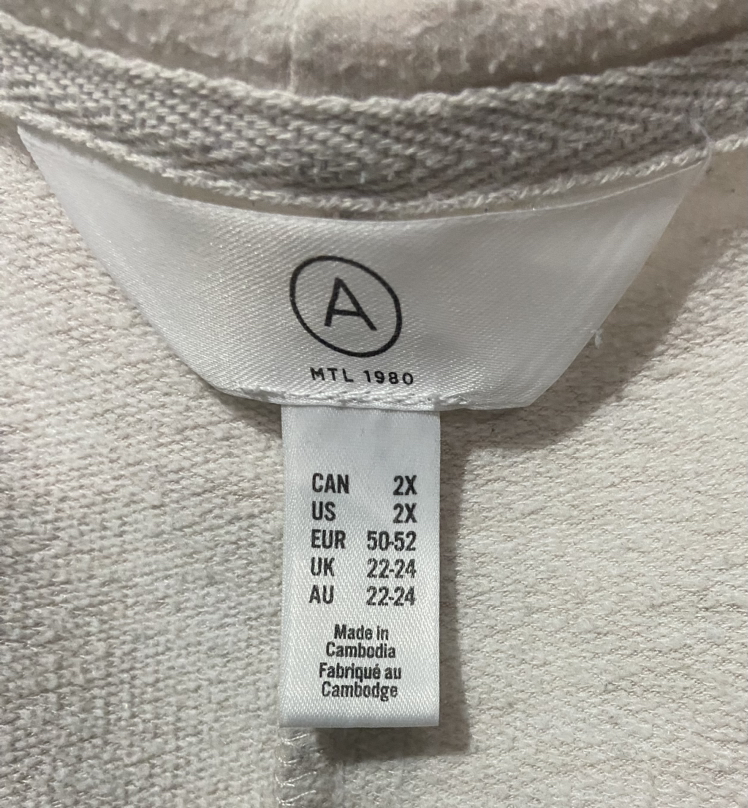 A
MTL 1980
CAN 2X
US 2X
EUR 50-52
UK 22-24
AU 22-24
Made in
Cambodia
Fabriqué au
Cambodge